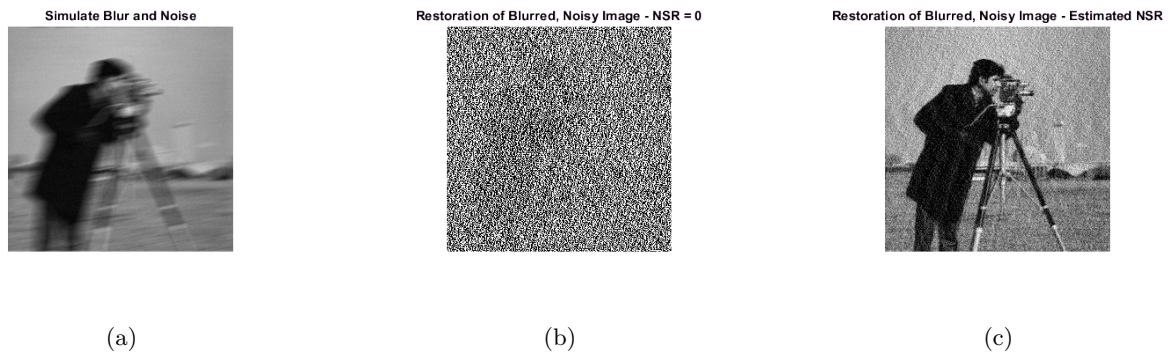 Simulate Blur and Noise
Restoration of Blurred, Noisy Image - NSR = 0
Restoration of Blurred, Noisy Image - Estimated NSR
(a)
(b)
(c)